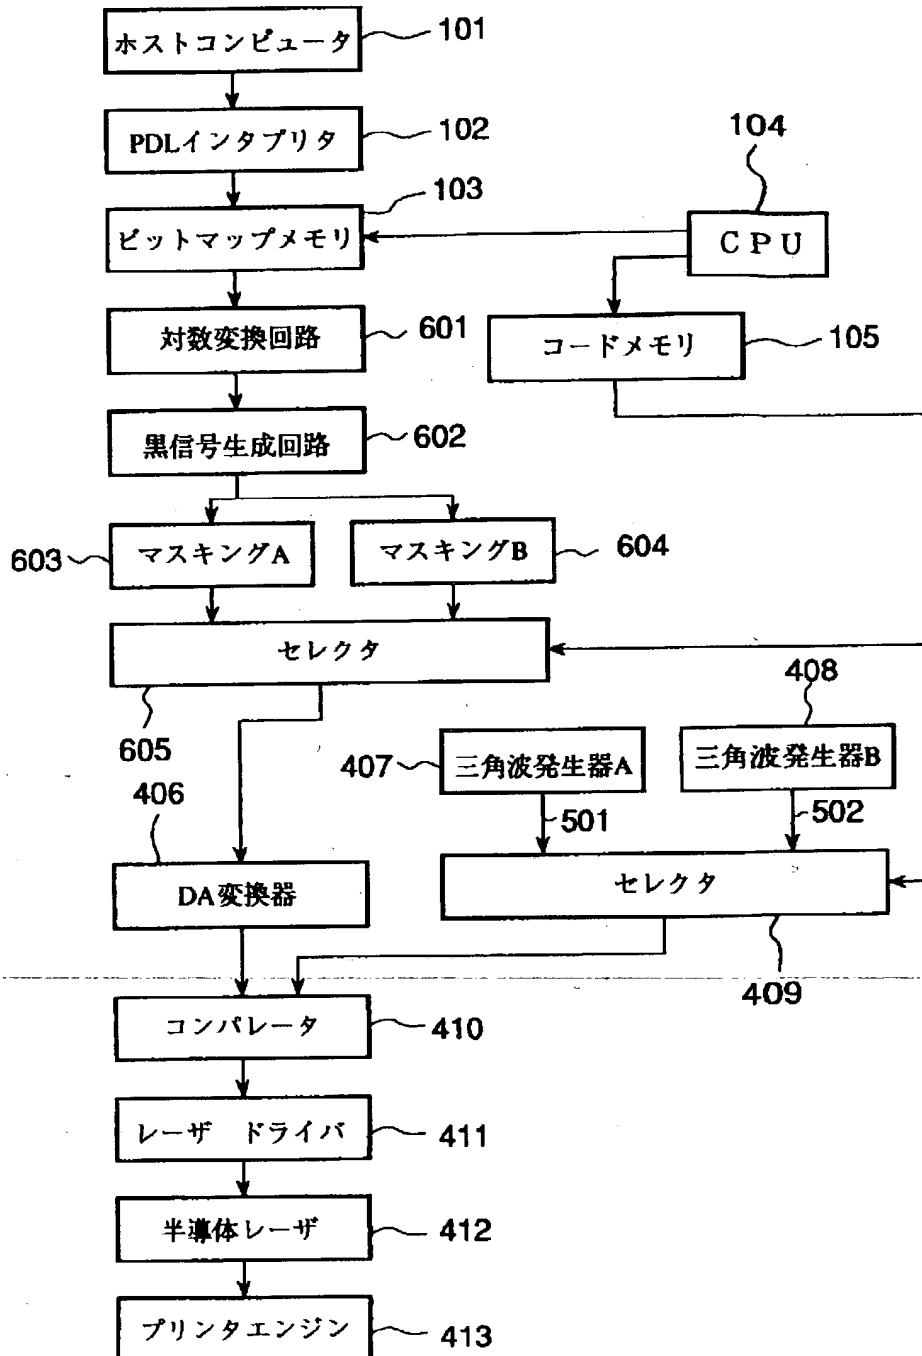 ホストコンピュータ
101
PDLインタプリタ
102
104
103
ビットマップメモリ
CPU
対数変換回路
601
コードメモリ
105
黒信号生成回路
602
603
マスキングA
マスキングB
604
セレクタ
605
408
407
三角波発生器A
三角波発生器B
406
501
502
DA変換器
セレクタ
409
コンパレータ
410
レーザ ドライバ
411
半導体レーザ
412
プリンタエンジン
413